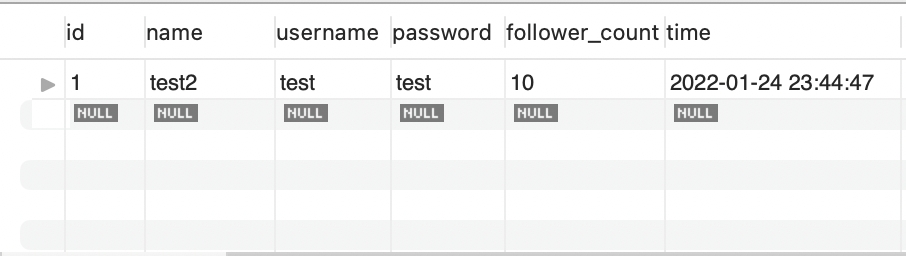 id name username password follower_count time
1 test2 test test 10 2022-01-24 23:44:47
NULL NULL NULL NULL NULL NULL